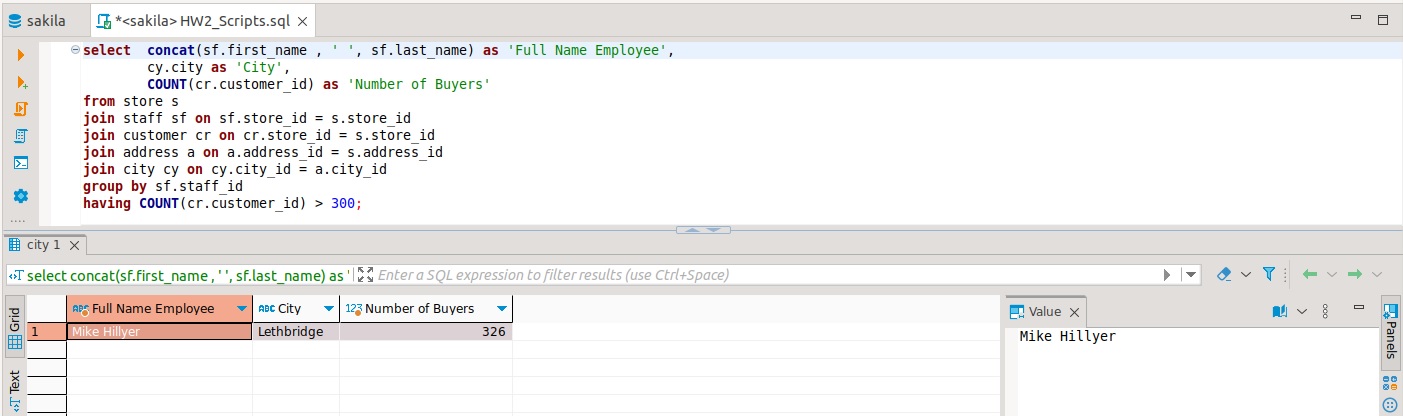 sakila
*<sakila> HW2_Scripts.sql
select  concat(sf.first_name , ' ', sf.last_name) as 'Full Name Employee',
cy.city as 'City',
COUNT(cr.customer_id) as 'Number of Buyers'
from store s
join staff sf on sf.store_id = s.store_id
join customer cr on cr.store_id = s.store_id
join address a on a.address_id = s.address_id
join city cy on cy.city_id = a.city_id
group by sf.staff_id
having COUNT(cr.customer_id) > 300;
city 1
select concat(sf.first_name , ' ', sf.last_name) as '
Enter a SQL expression to filter results (use Ctrl+Space)
Grid
Text
ABC Full Name Employee
ABC City
123 Number of Buyers
1 Mike Hillyer Lethbridge 326
Value
Mike Hillyer
Panels